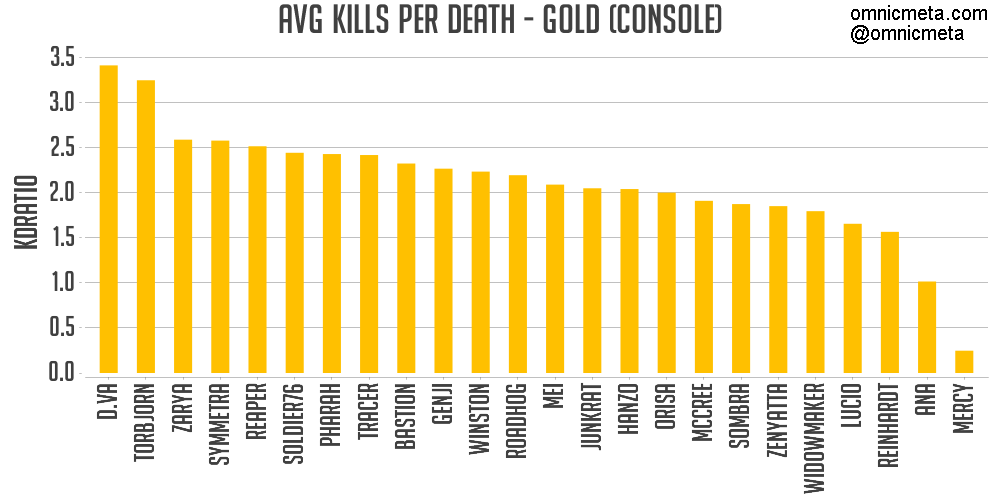 AVG KILLS PER DEATH - GOLD (CONSOLE)
omnicmeta.com
@omnicmeta
KDRATIO
3.5
3.0
2.5
2.0
1.5
1.0
0.5
0.0
D.VA
TORBJORN
ZARYA
SYMMETRA
REAPER
SOLDIER76
PHARAH
TRACER
BASTION
GENJI
WINSTON
ROADHOG
MEI
JUNKRAT
HANZO
ORISA
MCCREE
SOMBRA
ZENYATTA
WIDOWMAKER
LUCIO
REINHARDT
ANA
MERCY